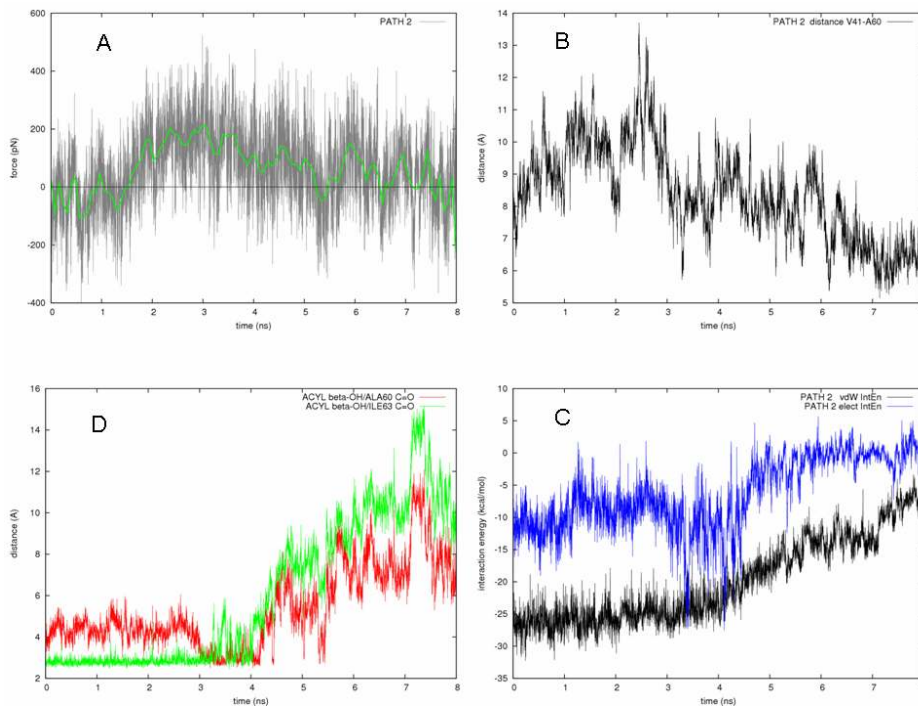 A
PATH 2
600
400
200
0
-200
-400
force (pN)
0 1 2 3 4 5 6 7 8
time (ns)
B
PATH 2 distance V41-A60
14
13
12
11
10
9
8
7
6
5
distance (A)
0 1 2 3 4 5 6 7
time (ns)
D
ACYL beta-OH/ALA60 C=O
ACYL beta-OH/ILE63 C=O
16
14
12
10
8
6
4
2
distance (A)
0 1 2 3 4 5 6 7 8
time (ns)
C
PATH 2 vdW IntEn
PATH 2 elect IntEn
10
5
0
-5
-10
-15
-20
-25
-30
-35
interaction energy (kcal/mol)
0 1 2 3 4 5 6 7
time (ns)